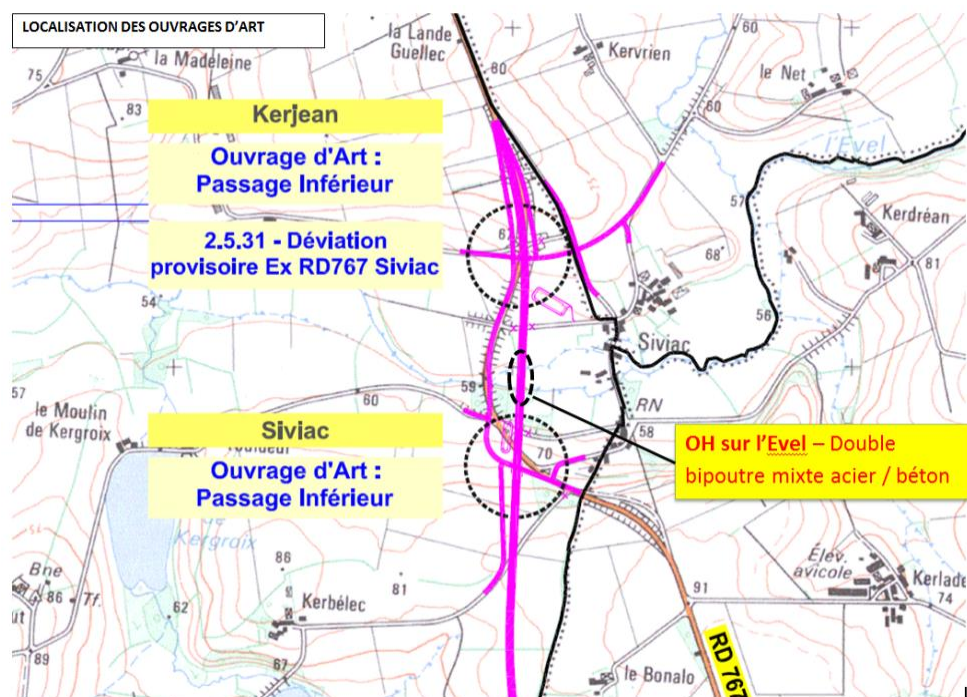 LOCALISATION DES OUVRAGES D'ART
la Lande
Guellec
Kervrien
60
la Madeleine
75
80
le Net
83
60
Kerjean
Ouvrage d'Art :
Passage Inférieur
l'Evel
57
Kerdréan
67
68
81
2.5.31 - Déviation
provisoire Ex RD767 Siviac
54
56
Siviac
59
57
60
RN
58
le Moulin
de Kergroix
Siviac
Ouvrage d'Art :
Passage Inférieur
70
OH sur l'Evel – Double
bipoutre mixte acier / béton
Kergroix
86
81
Élev.
avicole
Bne
86
Tf.
62
Kerbélec
91
Kerlade
74
ut
89
67
le Bonalo
RD 767